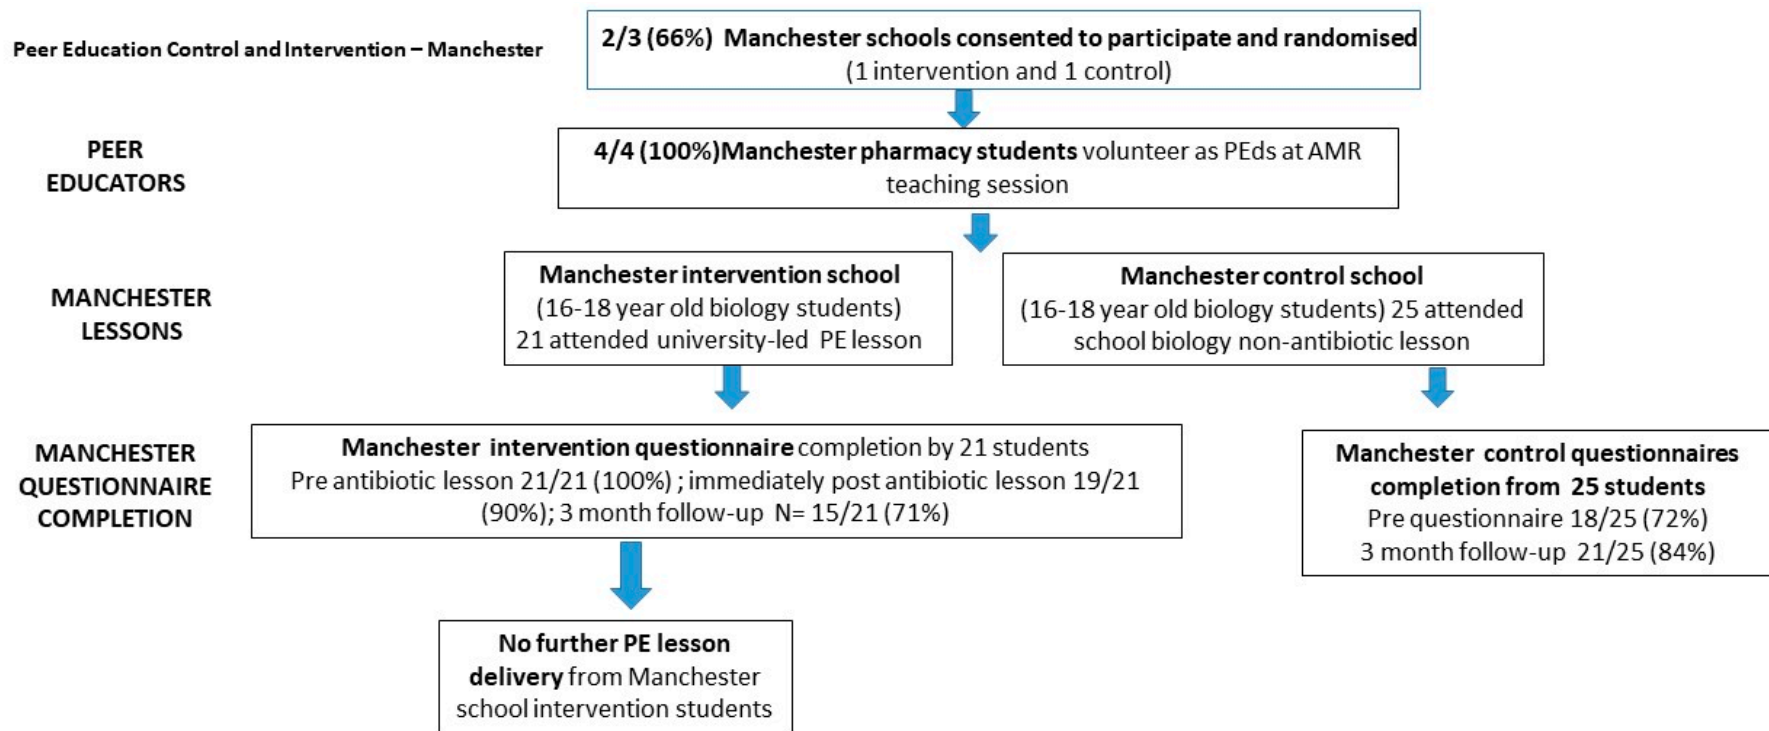 Peer Education Control and Intervention – Manchester
2/3 (66%) Manchester schools consented to participate and randomised
(1 intervention and 1 control)
PEER
EDUCATORS
4/4 (100%)Manchester pharmacy students volunteer as PEds at AMR
teaching session
MANCHESTER
LESSONS
Manchester intervention school
(16-18 year old biology students)
21 attended university-led PE lesson
Manchester control school
(16-18 year old biology students) 25 attended
school biology non-antibiotic lesson
MANCHESTER
QUESTIONNAIRE
COMPLETION
Manchester intervention questionnaire completion by 21 students
Pre antibiotic lesson 21/21 (100%) ; immediately post antibiotic lesson 19/21
(90%); 3 month follow-up N= 15/21 (71%)
Manchester control questionnaires
completion from 25 students
Pre questionnaire 18/25 (72%)
3 month follow-up 21/25 (84%)
No further PE lesson
delivery from Manchester
school intervention students